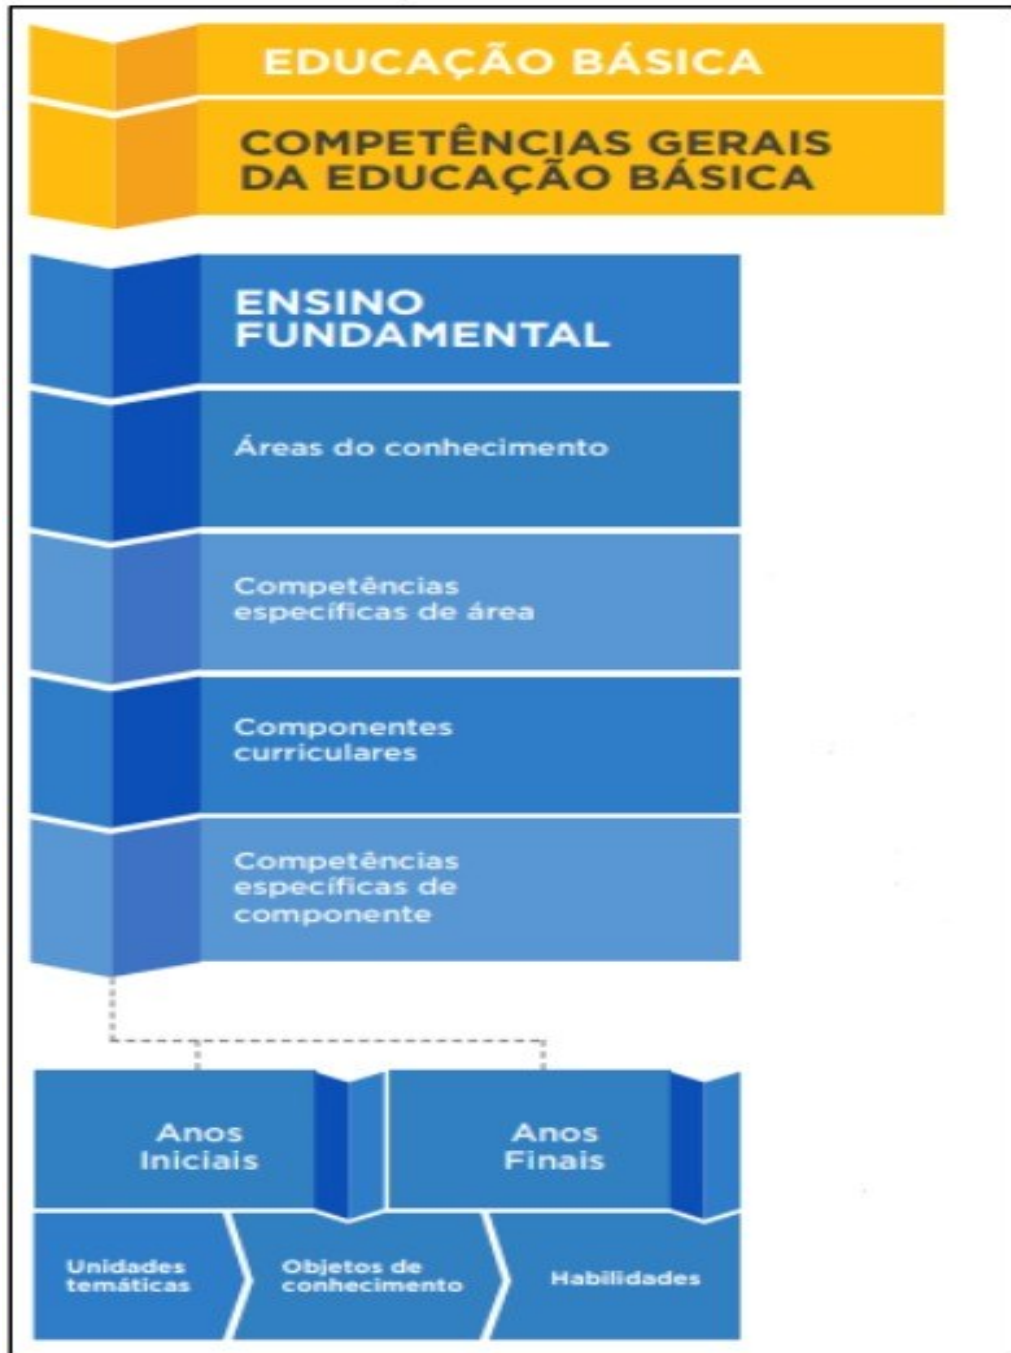 EDUCAÇÃO BÁSICA
COMPETÊNCIAS GERAIS
DA EDUCAÇÃO BÁSICA
ENSINO
FUNDAMENTAL
Áreas do conhecimento
Competências
específicas de área
Componentes
curriculares
Competências
específicas de
componente
Anos
Iniciais
Anos
Finais
Unidades
temáticas
Objetos de
conhecimento
Habilidades